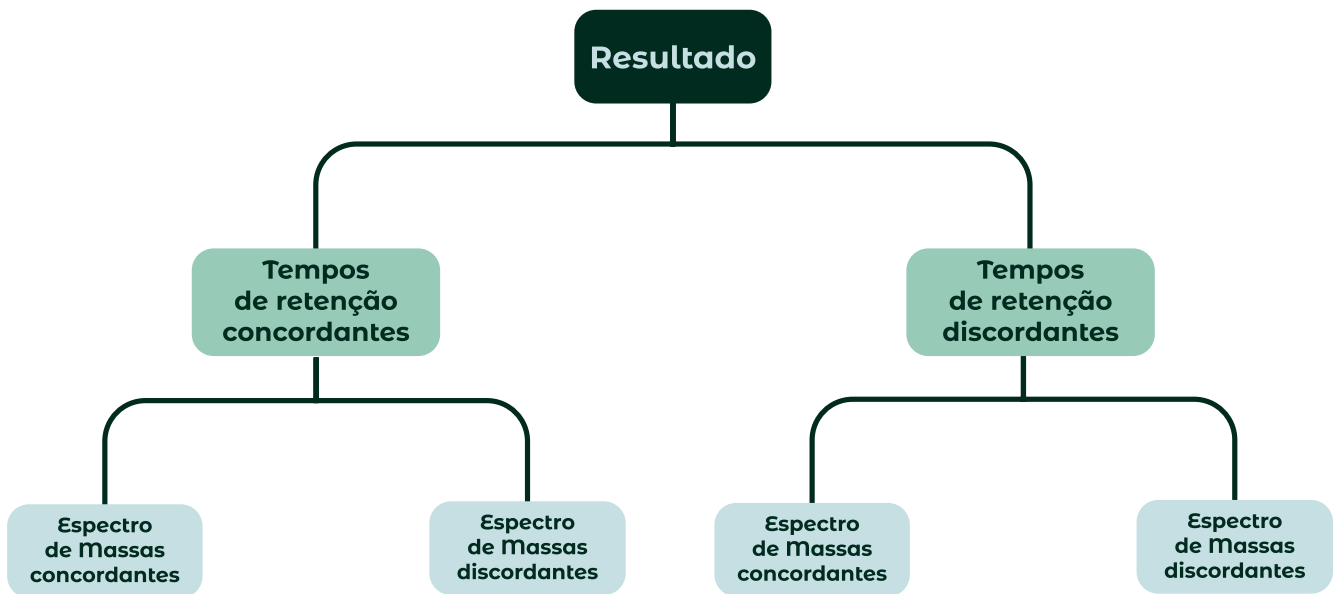 Resultado
Tempos
de retenção
concordantes
Tempos
de retenção
discordantes
Espectro
de Massas
concordantes
Espectro
de Massas
discordantes
Espectro
de Massas
concordantes
Espectro
de Massas
discordantes